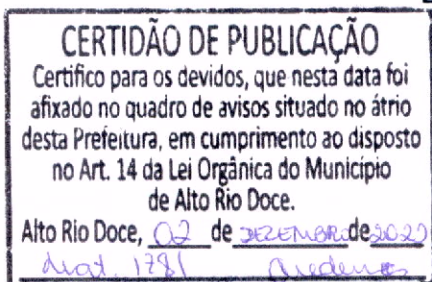 CERTIDÃO DE PUBLICAÇÃO
Certifico para os devidos, que nesta data foi
afixado no quadro de avisos situado no átrio
desta Prefeitura, em cumprimento ao disposto
no Art. 14 da Lei Orgânica do Município
de Alto Rio Doce.
Alto Rio Doce, 02 de DEZEMBRO de
Mat. 1781